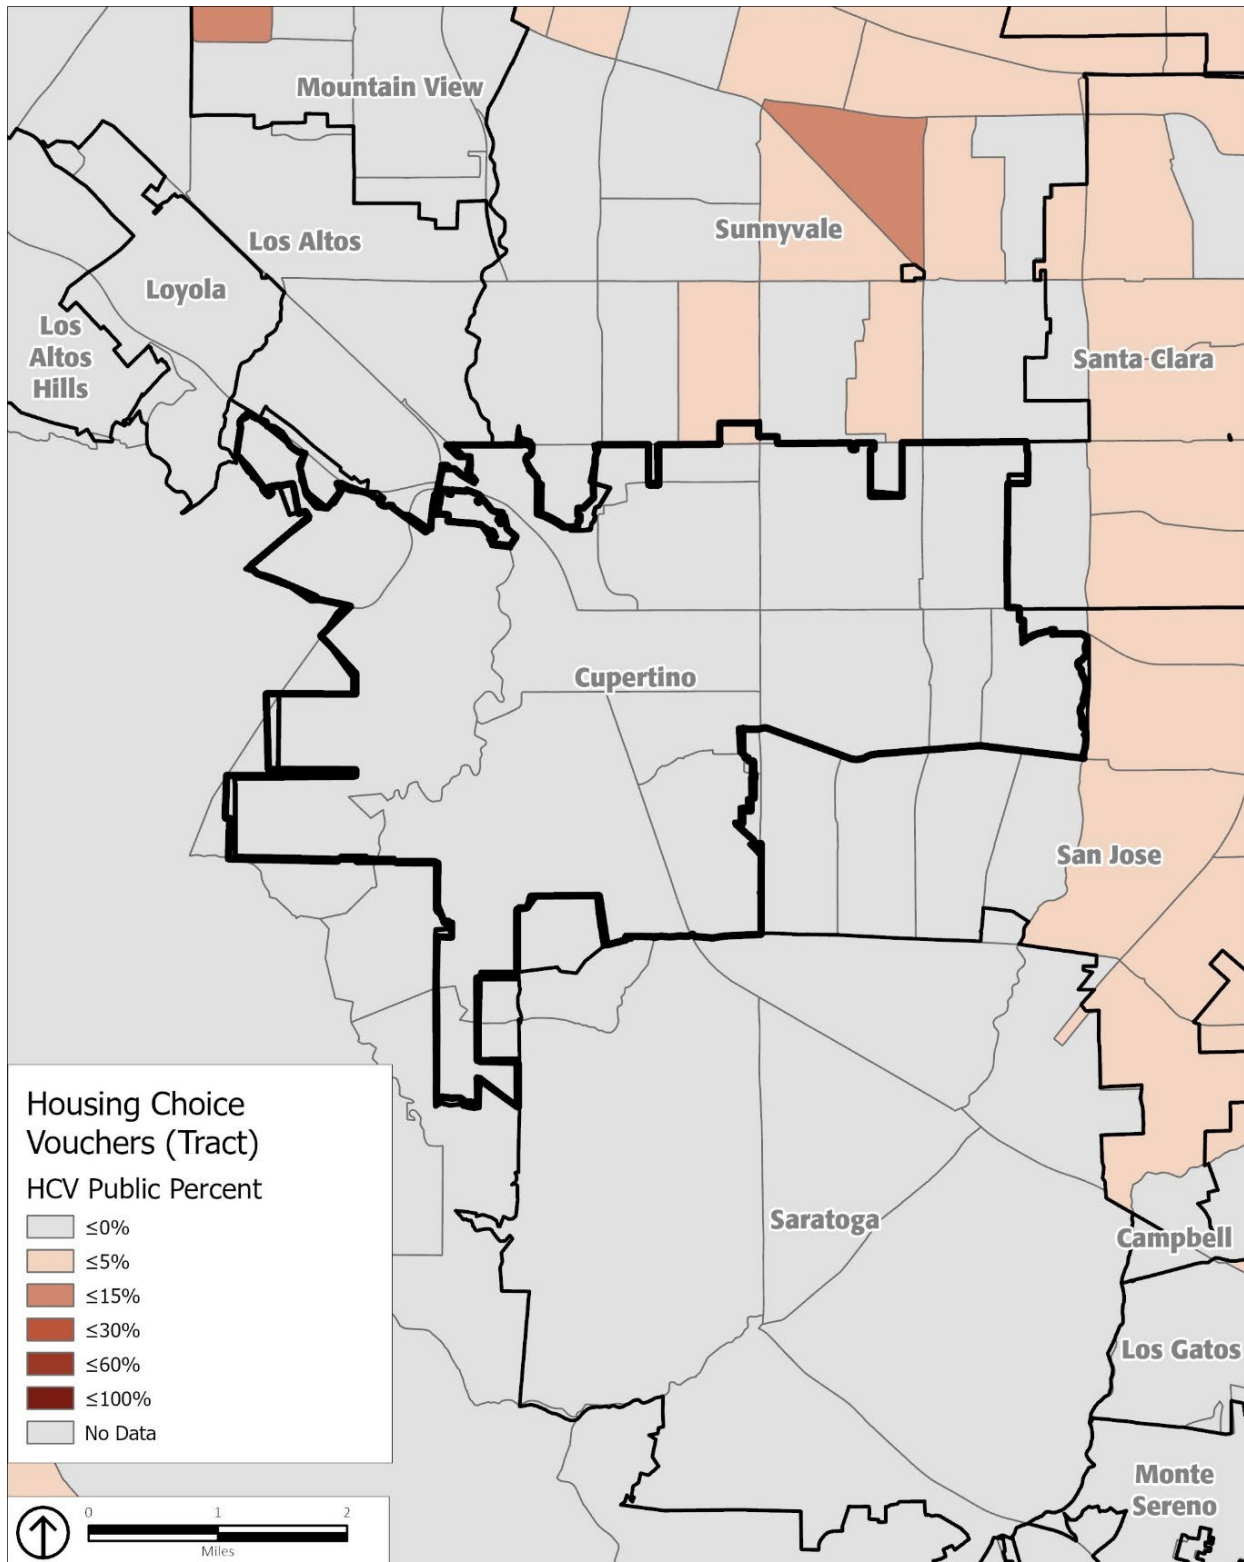 Mountain View
Los Altos
Sunnyvale
Loyola
Los
Altos
Hills
Santa Clara
Cupertino
San Jose
Saratoga
Campbell
Los Gatos
Monte
Sereno
Housing Choice
Vouchers (Tract)
HCV Public Percent
≤0%
≤5%
≤15%
≤30%
≤60%
≤100%
No Data
0 1 2
Miles